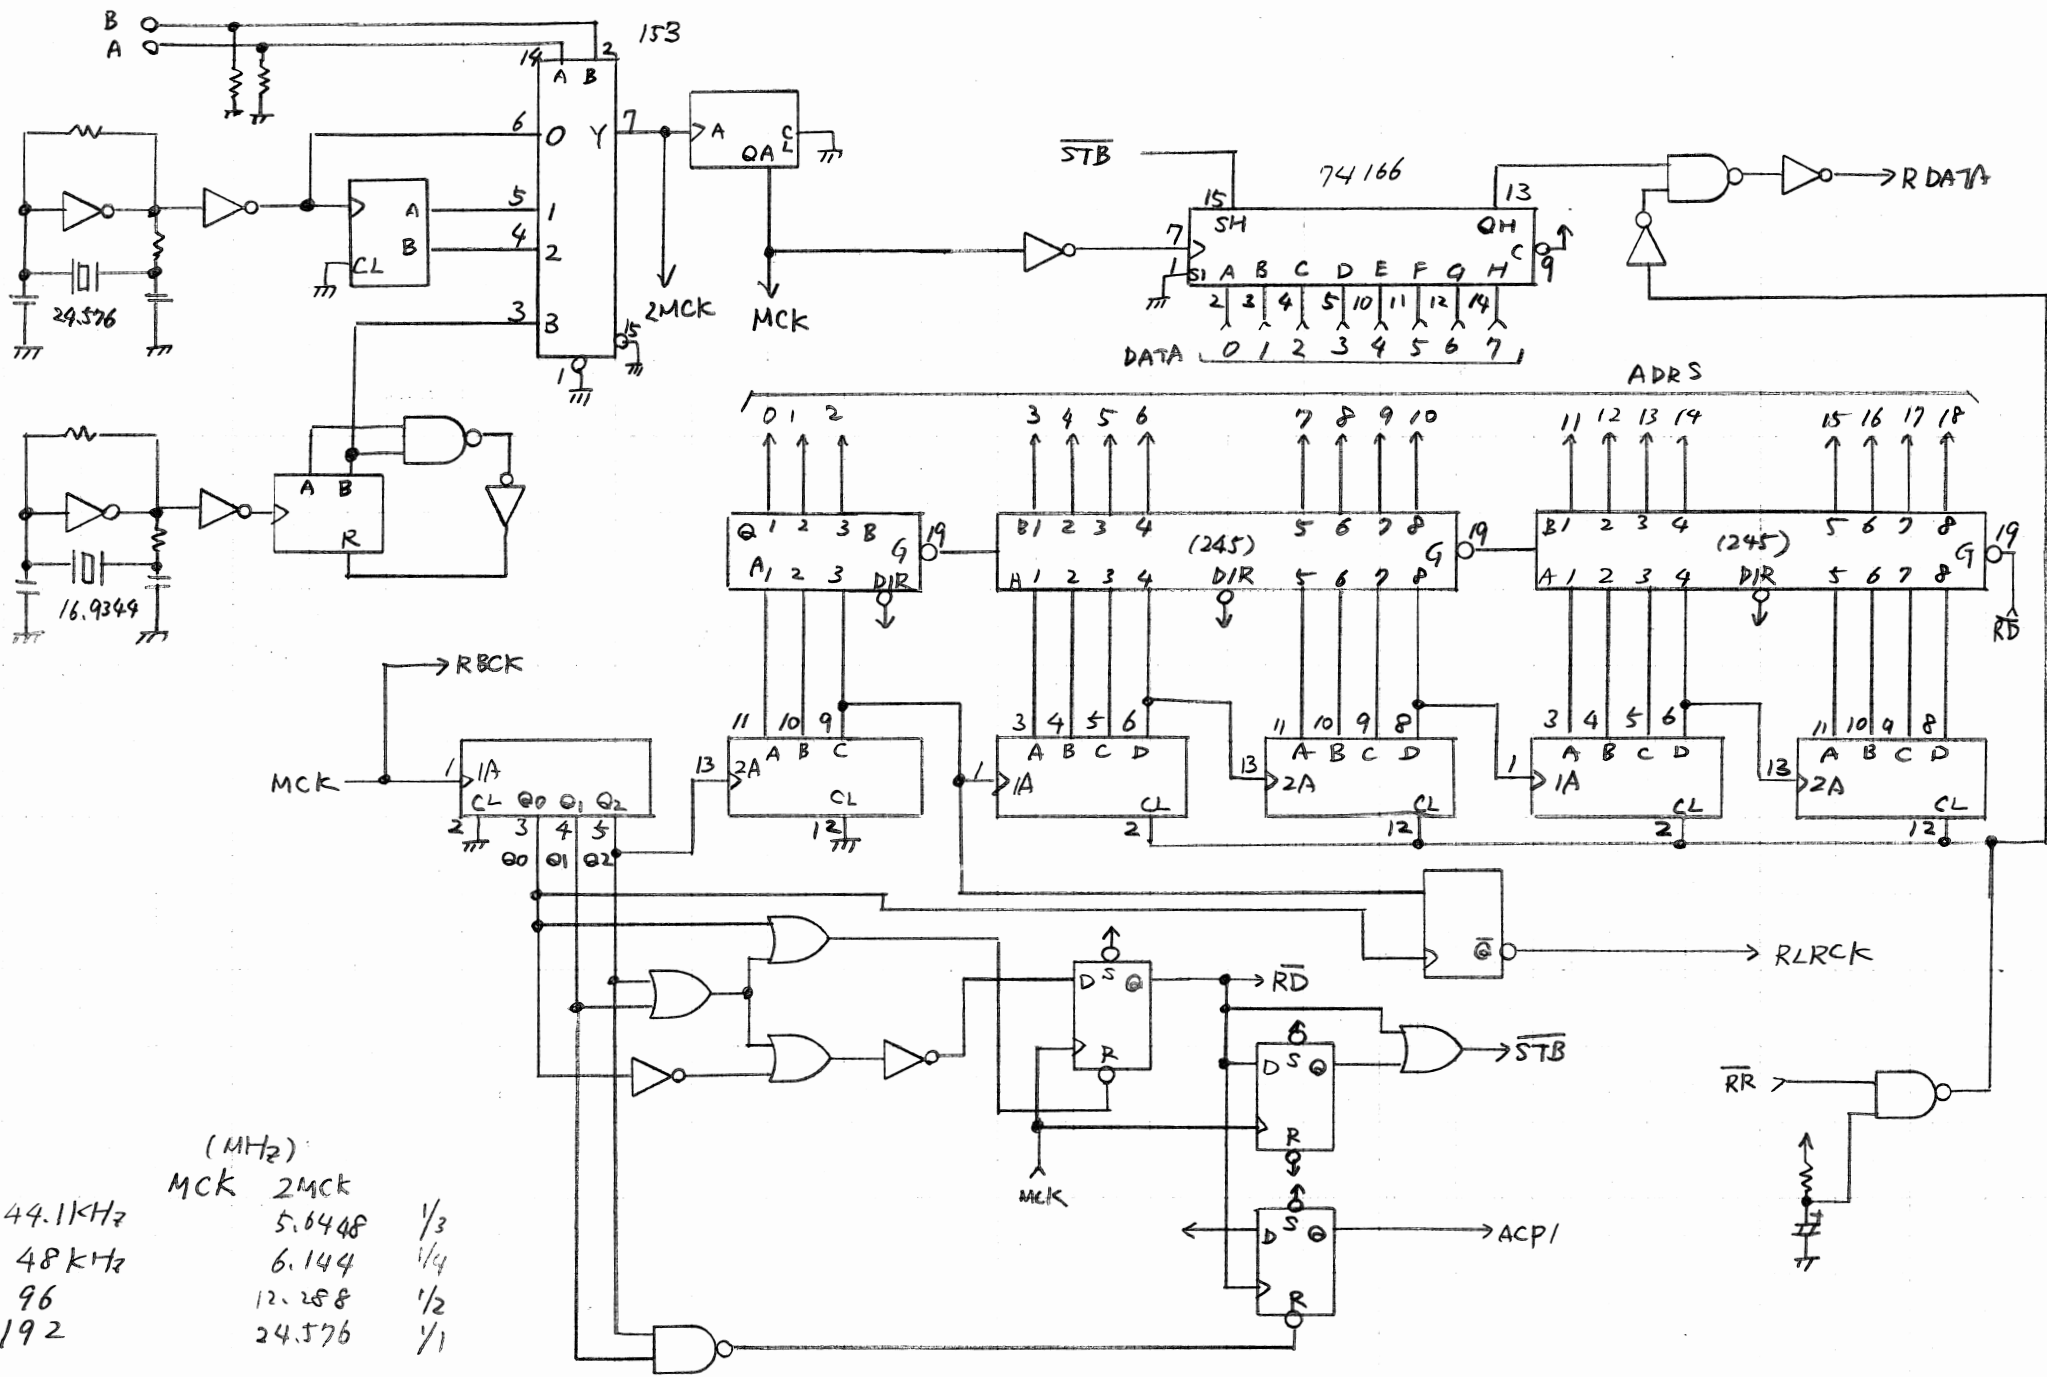 B
A
14 2 153
A B
6 0 Y 7
A CL
QA
5 1
A
4 2
B
CL
3 3
15
1
24.576
2MCK
MCK
STB
74166
15 13
SH QH
7
C
9
1
SI A B C D E F G H
2 3 4 5 10 11 12 14
DATA 0 1 2 3 4 5 6 7
R DATA
ADRS
0 1 2 3 4 5 6 7 8 9 10 11 12 13 14 15 16 17 18
A B
R
16.9344
Q 1 2 3 B
G 19
A 1 2 3 DIR
B 1 2 3 4 5 6 7 8
(245)
G 19
A 1 2 3 4 DIR 5 6 7 8
B 1 2 3 4 5 6 7 8
(245)
G 19
A 1 2 3 4 DIR 5 6 7 8
RD
RBCK
MCK 1 1A
CL Q0 Q1 Q2
2 3 4 5
Q0 Q1 Q2
11 10 9
13 2A A B C
CL
12
3 4 5 6
1 1A A B C D
CL
2
11 10 9 8
13 2A A B C D
CL
12
3 4 5 6
1 1A A B C D
CL
2
11 10 9 8
13 2A A B C D
CL
12
Q
RLRCK
D S Q
R
RD
MCK
D S Q
R
STB
RR
D S Q
R
ACP1
(MHz)
MCK 2MCK
44.1KHz 5.6448 1/3
48KHz 6.144 1/4
96 12.288 1/2
192 24.576 1/1